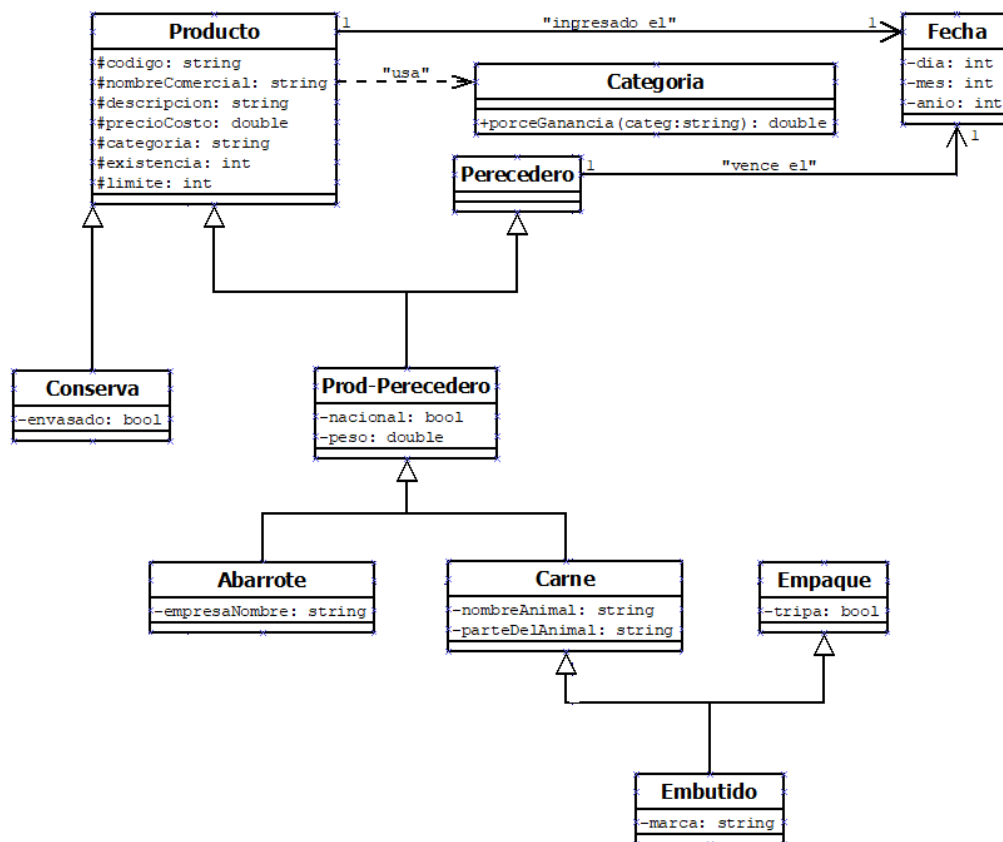 Producto
#codigo: string
#nombreComercial: string
#descripcion: string
#precioCosto: double
#categoria: string
#existencia: int
#limite: int
1
"ingresado el"
1
Fecha
-dia: int
-mes: int
-anio: int
"usa"
Categoria
+porceGanancia(categ:string): double
Perecedero
1
"vence el"
1
Conserva
-envasado: bool
Prod-Perecedero
-nacional: bool
-peso: double
Abarrote
-empresaNombre: string
Carne
-nombreAnimal: string
-parteDelAnimal: string
Empaque
-tripa: bool
Embutido
-marca: string